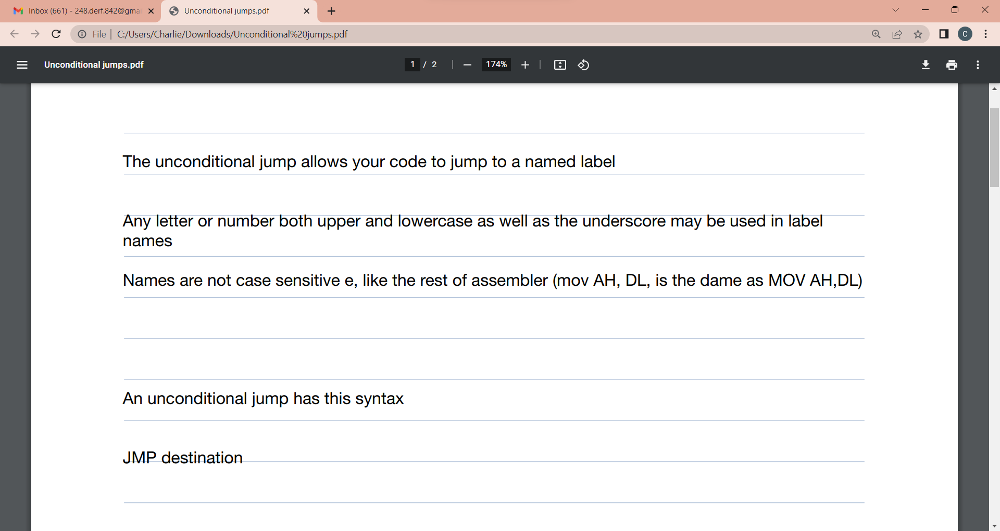 Inbox (661) - 248.derf.842@gmai
Unconditional jumps.pdf
File
C:/Users/Charlie/Downloads/Unconditional%20jumps.pdf
C
Unconditional jumps.pdf
1 / 2
174%
The unconditional jump allows your code to jump to a named label
Any letter or number both upper and lowercase as well as the underscore may be used in label
names
Names are not case sensitive e, like the rest of assembler (mov AH, DL, is the dame as MOV AH,DL)
An unconditional jump has this syntax
JMP destination